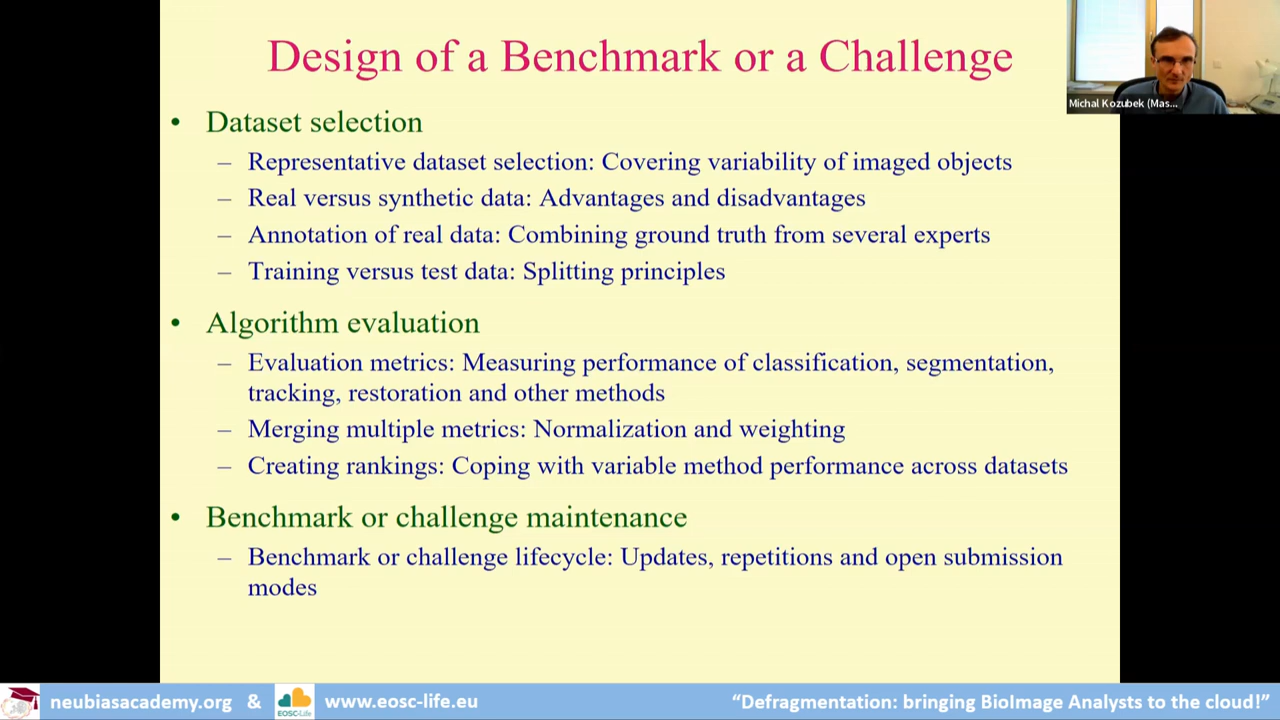 Design of a Benchmark or a Challenge
Michal Kozubek (Mas...
• Dataset selection
– Representative dataset selection: Covering variability of imaged objects
– Real versus synthetic data: Advantages and disadvantages
– Annotation of real data: Combining ground truth from several experts
– Training versus test data: Splitting principles
• Algorithm evaluation
– Evaluation metrics: Measuring performance of classification, segmentation,
tracking, restoration and other methods
– Merging multiple metrics: Normalization and weighting
– Creating rankings: Coping with variable method performance across datasets
• Benchmark or challenge maintenance
– Benchmark or challenge lifecycle: Updates, repetitions and open submission
modes
neubiasacademy.org & EOSC-Life www.eosc-life.eu “Defragmentation: bringing BioImage Analysts to the cloud!”